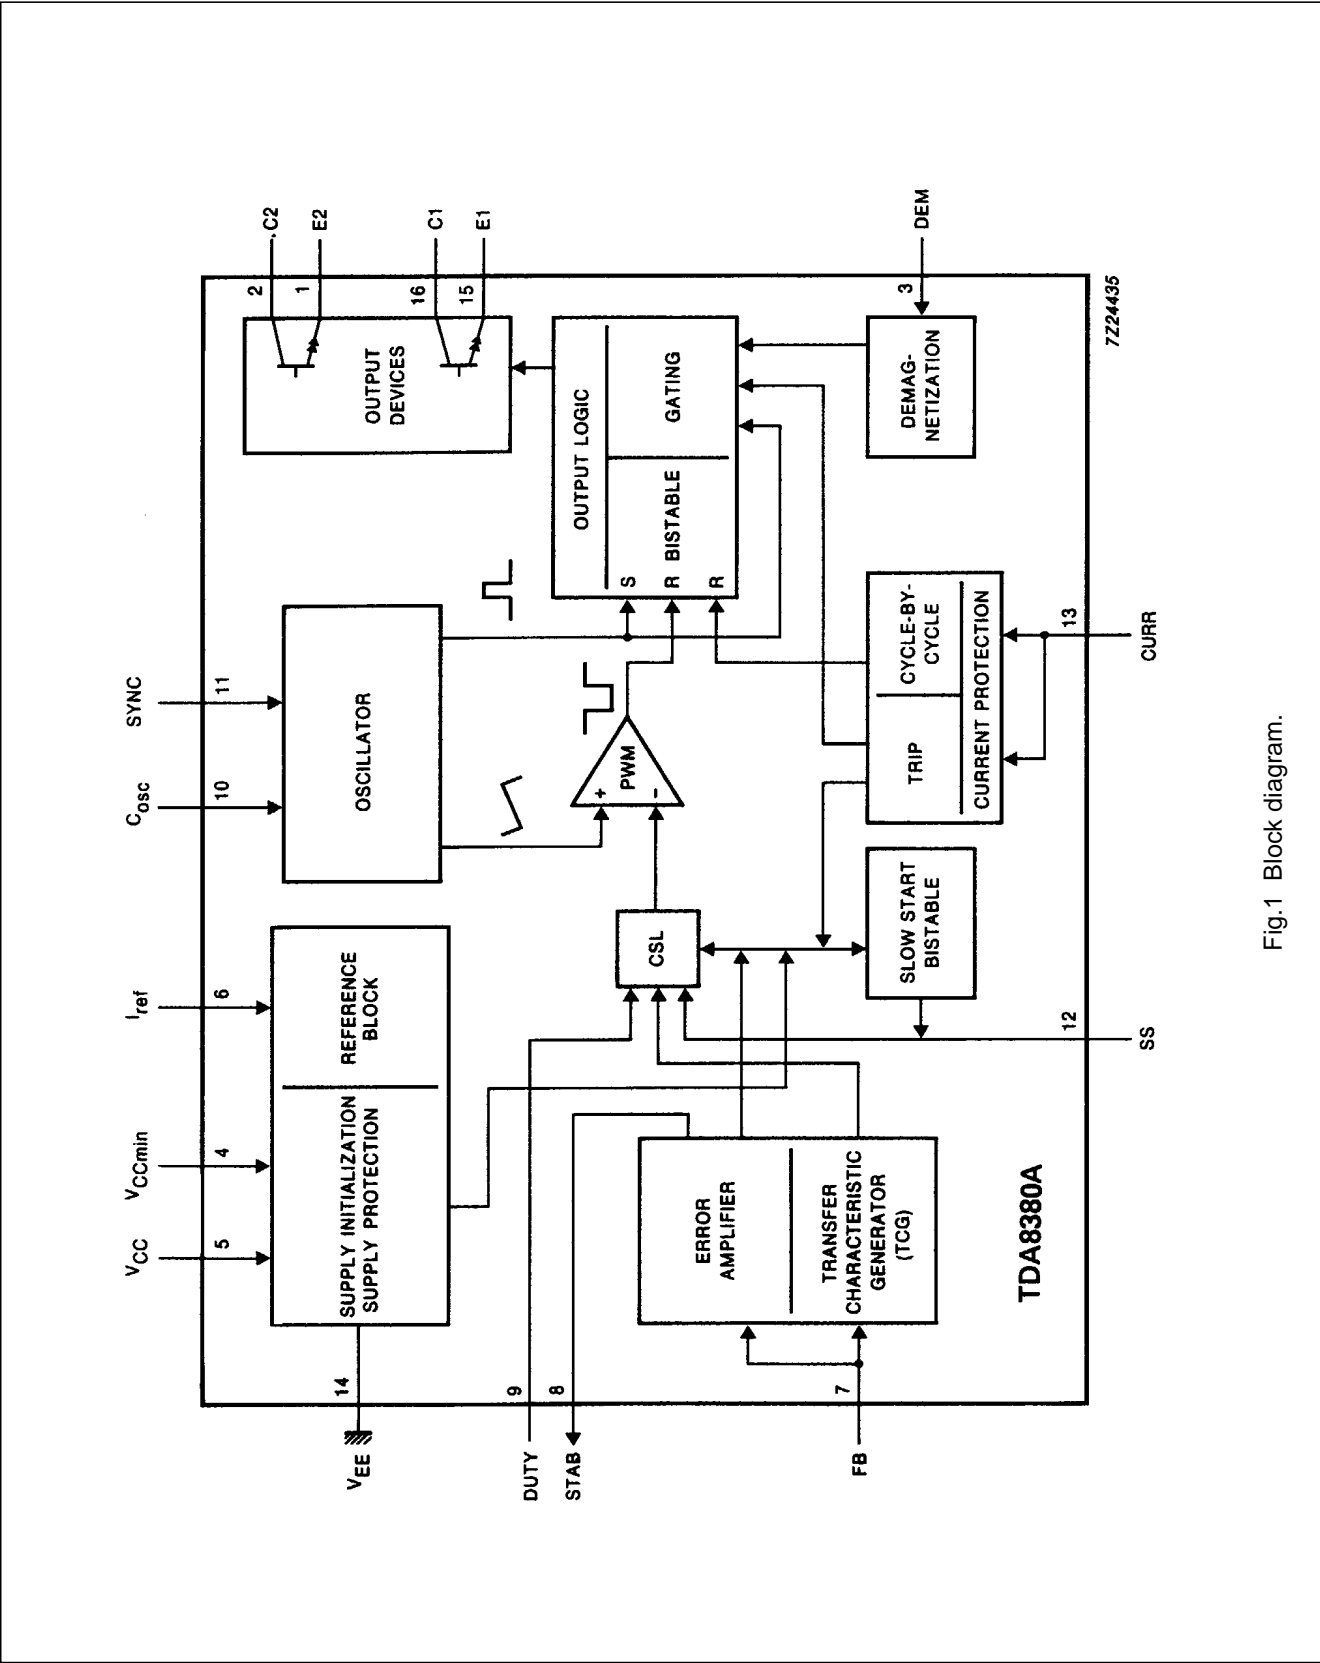 SYNC
11
C2
2
E2
1
C1
16
E1
15
OUTPUT
DEVICES
Cosc
10
OSCILLATOR
Iref
6
VCCmin
4
VCC
5
REFERENCE
BLOCK
SUPPLY INITIALIZATION
SUPPLY PROTECTION
14
VEE
OUTPUT LOGIC
S
R BISTABLE
R
GATING
+
PWM
-
CSL
DUTY
9
STAB
8
ERROR
AMPLIFIER
TRANSFER
CHARACTERISTIC
GENERATOR
(TCG)
FB
7
SLOW START
BISTABLE
TRIP
CYCLE-BY-
CYCLE
CURRENT PROTECTION
DEMAG-
NETIZATION
3
DEM
12
SS
13
CURR
TDA8380A
7Z24435
Fig.1 Block diagram.